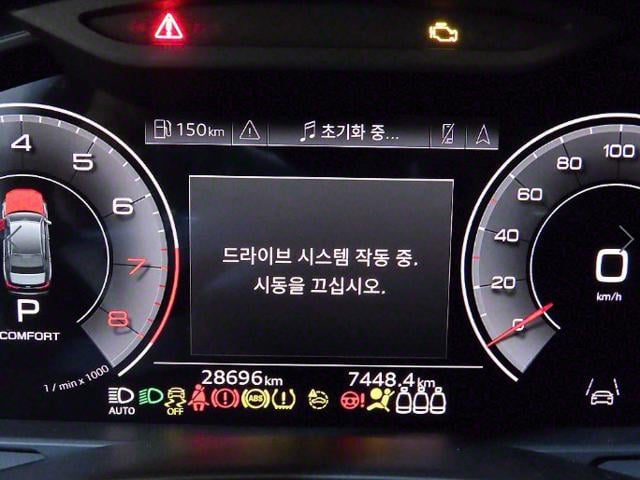 150km
초기화 중...
4
5
6
7
8
드라이브 시스템 작동 중.
시동을 끄십시오.
P
COMFORT
1 / min x 1000
100
80
60
40
20
0
0
km/h
28696km
7448.4km
AUTO
OFF
ABS